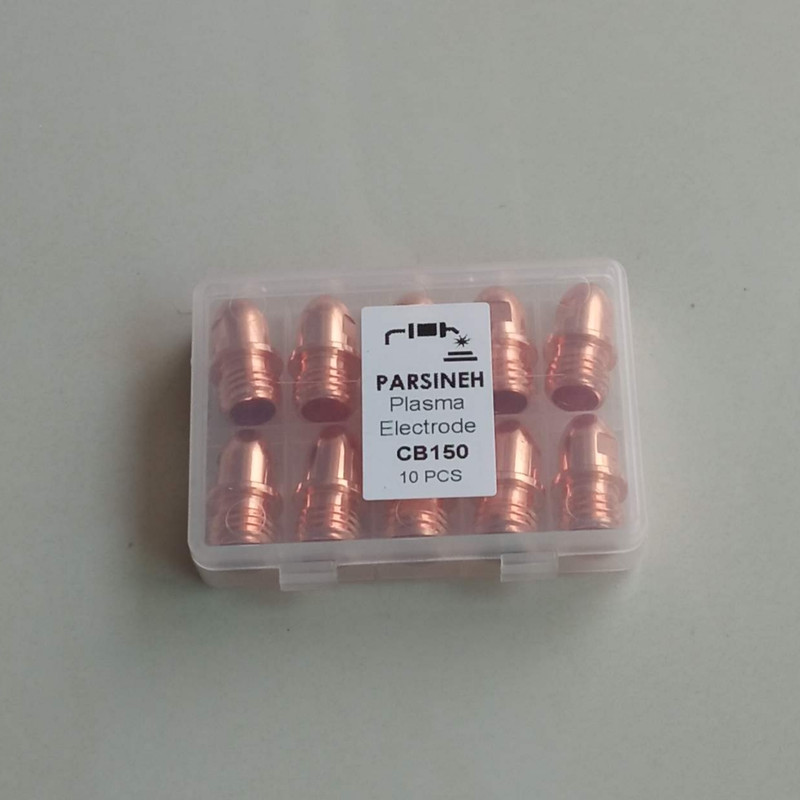 PARSINEH
Plasma
Electrode
CB150
10 PCS